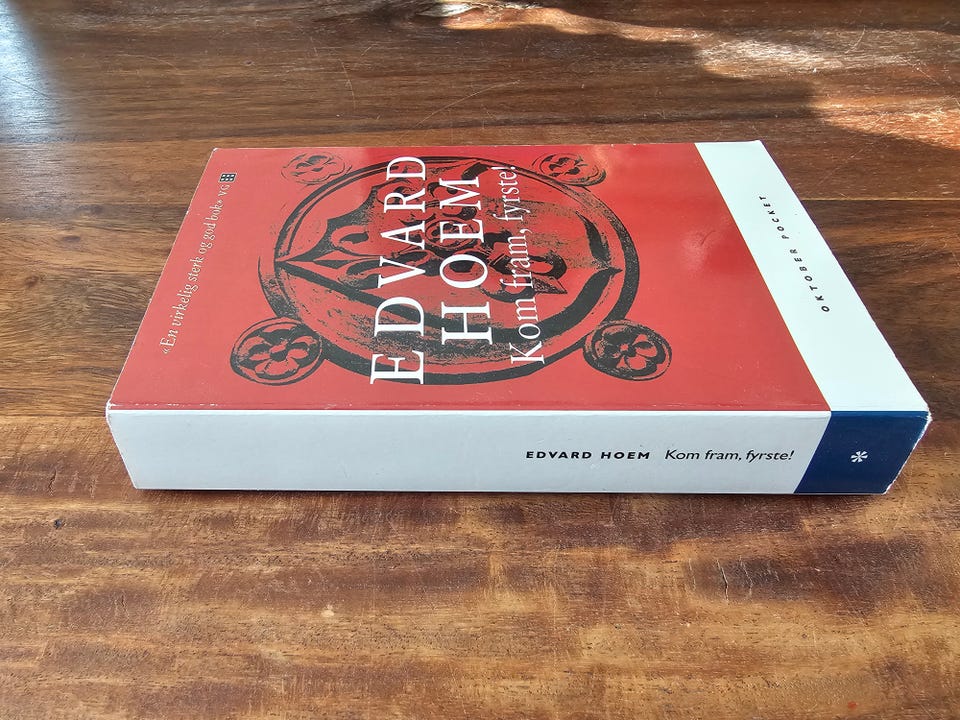 «En virkelig sterk og god bok» VG
EDVARD
HOEM
Kom fram, fyrste!
OKTOBER POCKET
EDVARD HOEM Kom fram, fyrste!